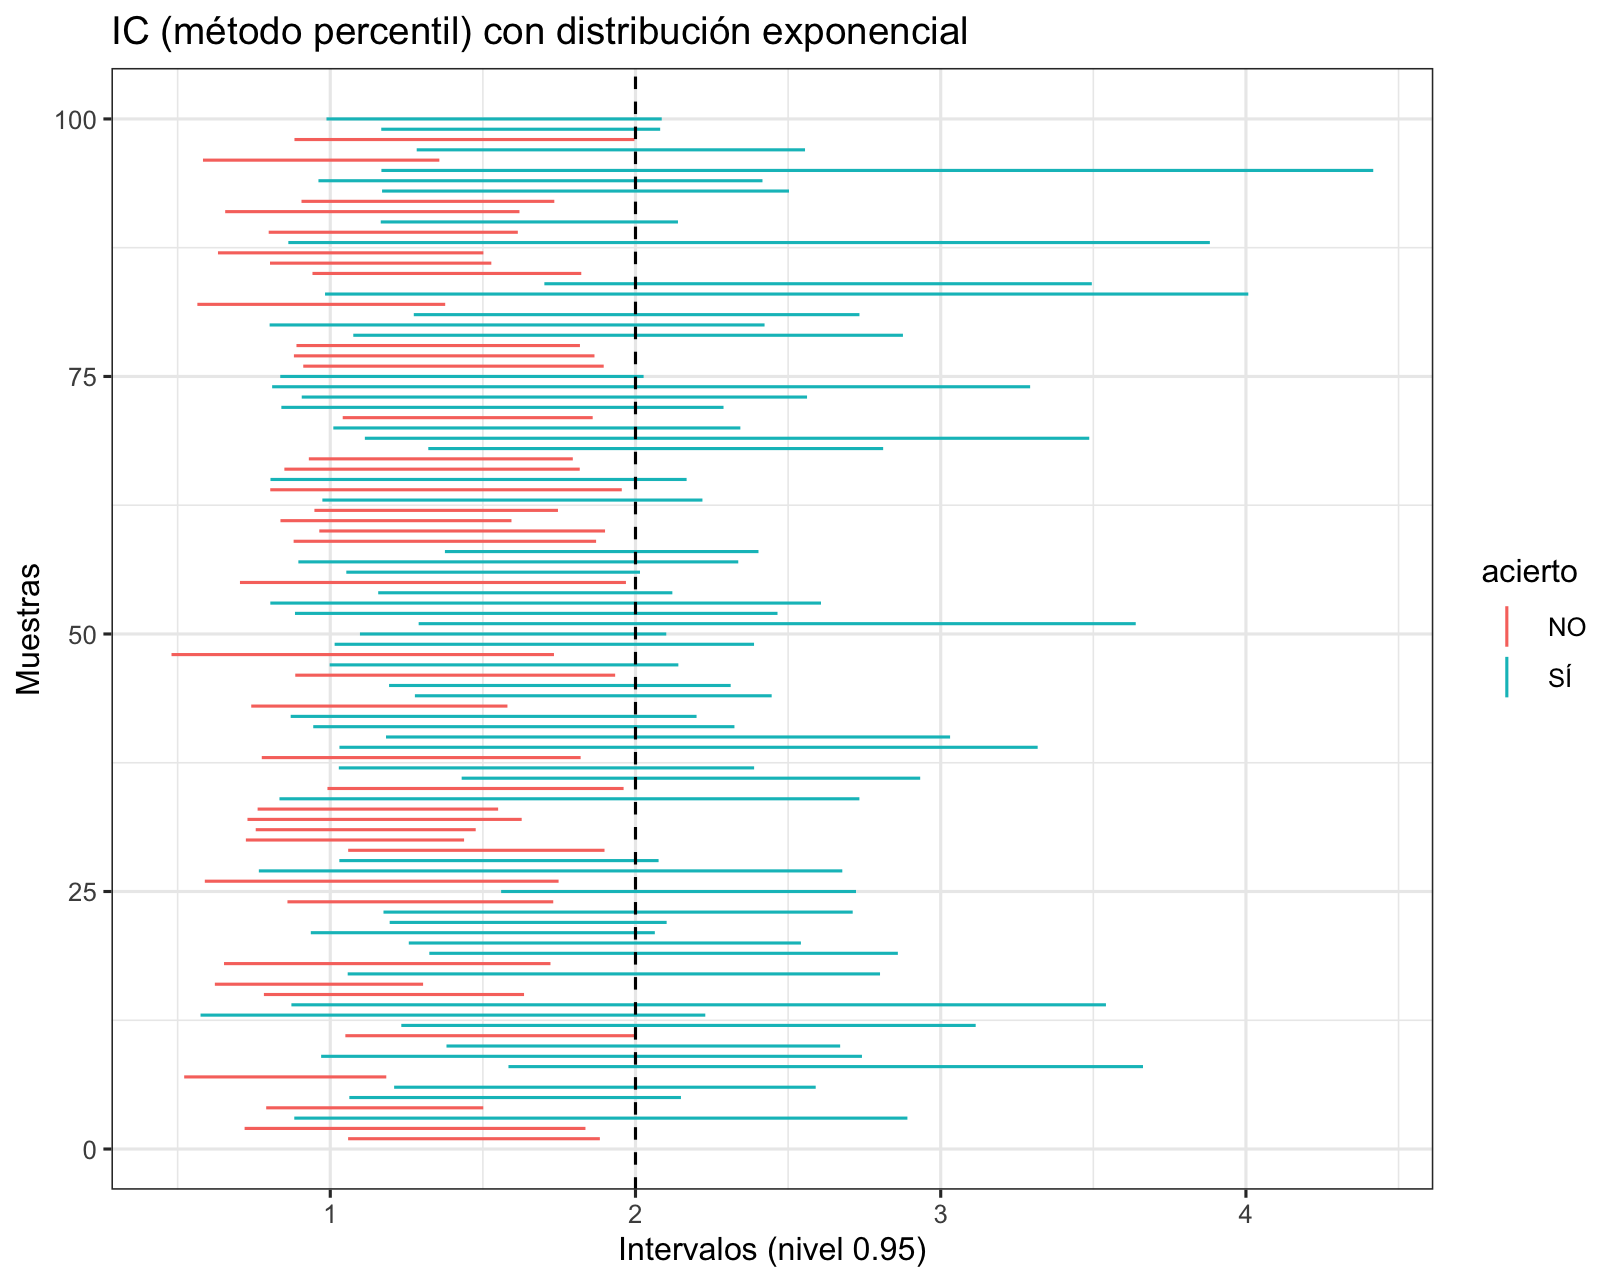 IC (método percentil) con distribución exponencial
100
75
50
25
0
Muestras
1
2
3
4
Intervalos (nivel 0.95)
acierto
NO
SÍ